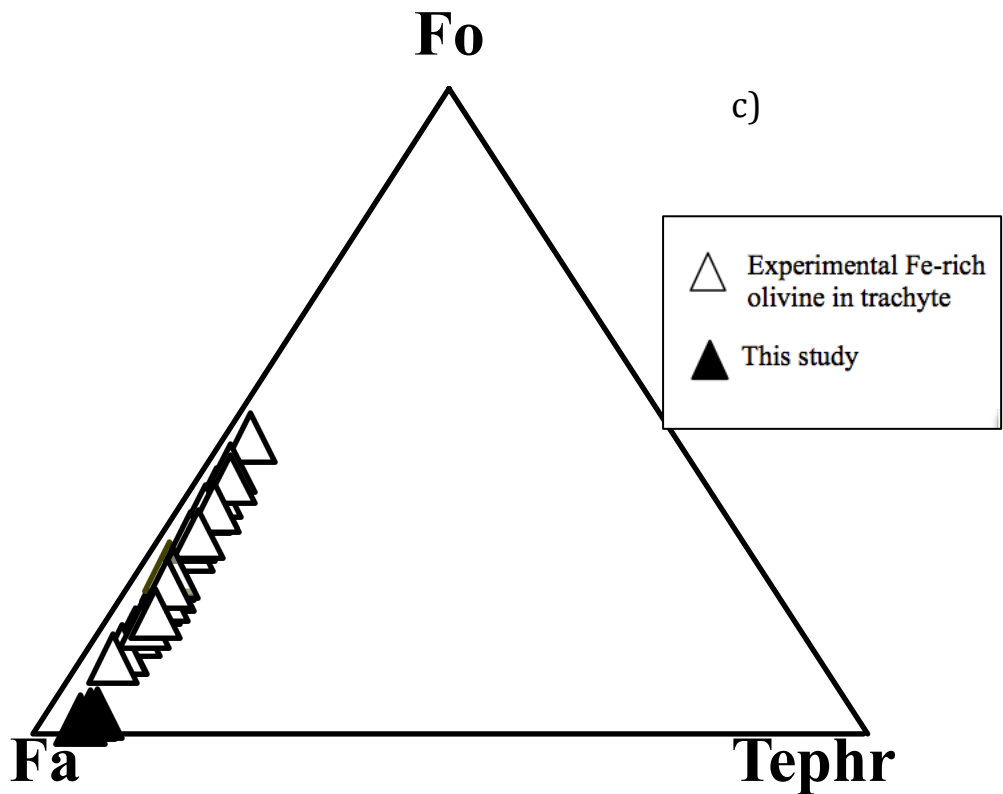 Fo
c)
Experimental Fe-rich
olivine in trachyte
This study
Fa
Tephr